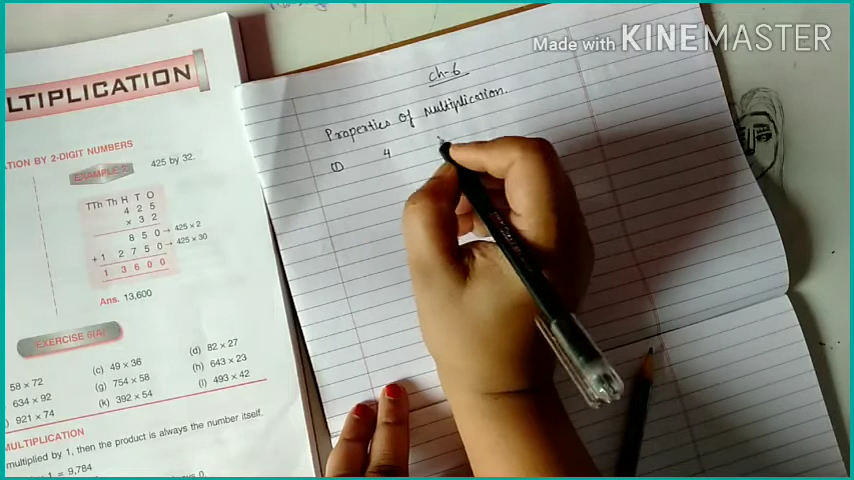 Made with KINEMASTER
LTIPLICATION
TION BY 2-DIGIT NUMBERS
EXAMPLE 425 by 32.
TTh Th H T O
4 2 5
× 3 2
8 5 0 → 425 × 2
+ 1 2 7 5 0 → 425 × 30
1 3 6 0 0
Ans. 13,600
EXERCISE 6(A)
58 × 72 (c) 49 × 36 (d) 82 × 27
634 × 92 (g) 754 × 58 (h) 643 × 23
921 × 74 (k) 392 × 54 (l) 493 × 42
MULTIPLICATION
multiplied by 1, then the product is always the number itself.
1 = 9,784
ays 0.
Ch-6
Properties of Multiplication.
① 4